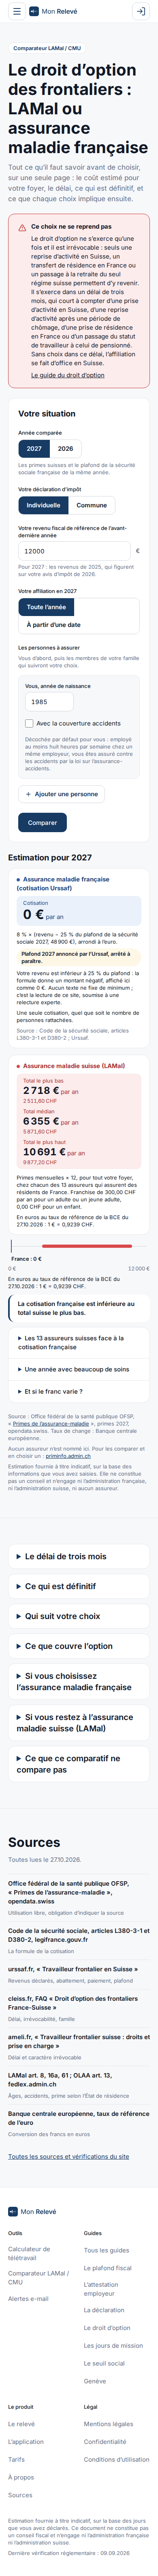 Mon Relevé
Comparateur LAMal / CMU
Le droit d'option
des frontaliers :
LAMal ou
assurance
maladie française
Tout ce qu'il faut savoir avant de choisir,
sur une seule page : le coût estimé pour
votre foyer, le délai, ce qui est définitif, et
ce que chaque choix implique ensuite.
Ce choix ne se reprend pas
Le droit d'option ne s'exerce qu'une
fois et il est irrévocable : seuls une
reprise d'activité en Suisse, un
transfert de résidence en France ou
un passage à la retraite du seul
régime suisse permettent d'y revenir.
Il s'exerce dans un délai de trois
mois, qui court à compter d'une prise
d'activité en Suisse, d'une reprise
d'activité après une période de
chômage, d'une prise de résidence
en France ou d'un passage du statut
de travailleur à celui de pensionné.
Sans choix dans ce délai, l'affiliation
se fait d'office en Suisse.
Le guide du droit d'option
Votre situation
Année comparée
2027
2026
Les primes suisses et le plafond de la sécurité
sociale française de la même année.
Votre déclaration d'impôt
Individuelle
Commune
Votre revenu fiscal de référence de l'avant-
dernière année
12000
€
Pour 2027 : les revenus de 2025, qui figurent
sur votre avis d'impôt de 2026.
Votre affiliation en 2027
Toute l'année
À partir d'une date
Les personnes à assurer
Vous d'abord, puis les membres de votre famille
qui suivront votre choix.
Vous, année de naissance
1985
Avec la couverture accidents
Décochée par défaut pour vous : employé
au moins huit heures par semaine chez un
même employeur, vous êtes assuré contre
les accidents par la loi sur l'assurance-
accidents.
Ajouter une personne
Comparer
Estimation pour 2027
Assurance maladie française
(cotisation Urssaf)
Cotisation
0 € par an
8 % × (revenu − 25 % du plafond de la sécurité
sociale 2027, 48 900 €), arrondi à l'euro.
Plafond 2027 annoncé par l'Urssaf, arrêté à
paraître.
Votre revenu est inférieur à 25 % du plafond : la
formule donne un montant négatif, affiché ici
comme 0 €. Aucun texte ne fixe de minimum ;
c'est la lecture de ce site, soumise à une
relecture experte.
Une seule cotisation, quel que soit le nombre de
personnes rattachées.
Source : Code de la sécurité sociale, articles
L380-3-1 et D380-2 ; Urssaf.
Assurance maladie suisse (LAMal)
Total le plus bas
2 718 € par an
2 511,60 CHF
Total médian
6 355 € par an
5 871,60 CHF
Total le plus haut
10 691 € par an
9 877,20 CHF
Primes mensuelles × 12, pour tout votre foyer,
chez chacun des 13 assureurs qui assurent des
résidents de France. Franchise de 300,00 CHF
par an pour un adulte ou un jeune adulte,
0,00 CHF pour un enfant.
En euros au taux de référence de la BCE du
27.10.2026 : 1 € = 0,9239 CHF.
France : 0 €
0 €
12 000 €
En euros au taux de référence de la BCE du
27.10.2026 : 1 € = 0,9239 CHF.
La cotisation française est inférieure au
total suisse le plus bas.
Les 13 assureurs suisses face à la
cotisation française
Une année avec beaucoup de soins
Et si le franc varie ?
Source : Office fédéral de la santé publique OFSP,
« Primes de l'assurance-maladie », primes 2027,
opendata.swiss. Taux de change : Banque centrale
européenne.
Aucun assureur n'est nommé ici. Pour les comparer et
en choisir un : priminfo.admin.ch
Estimation fournie à titre indicatif, sur la base des
informations que vous avez saisies. Elle ne constitue
pas un conseil et n'engage ni l'administration française,
ni l'administration suisse, ni aucun assureur.
Le délai de trois mois
Ce qui est définitif
Qui suit votre choix
Ce que couvre l'option
Si vous choisissez
l'assurance maladie française
Si vous restez à l'assurance
maladie suisse (LAMal)
Ce que ce comparatif ne
compare pas
Sources
Toutes lues le 27.10.2026.
Office fédéral de la santé publique OFSP,
« Primes de l'assurance-maladie »,
opendata.swiss
Utilisation libre, obligation d'indiquer la source
Code de la sécurité sociale, articles L380-3-1 et
D380-2, legifrance.gouv.fr
La formule de la cotisation
urssaf.fr, « Travailleur frontalier en Suisse »
Revenus déclarés, abattement, paiement, plafond
cleiss.fr, FAQ « Droit d'option des frontaliers
France-Suisse »
Délai, irrévocabilité, famille
ameli.fr, « Travailleur frontalier suisse : droits et
prise en charge »
Délai et caractère irrévocable
LAMal art. 8, 16a, 61 ; OLAA art. 13,
fedlex.admin.ch
Âges, accidents, prime selon l'État de résidence
Banque centrale européenne, taux de référence
de l'euro
Conversion des francs en euros
Toutes les sources et vérifications du site
Mon Relevé
Outils
Calculateur de
télétravail
Comparateur LAMal /
CMU
Alertes e-mail
Guides
Tous les guides
Le plafond fiscal
L'attestation
employeur
La déclaration
Le droit d'option
Les jours de mission
Le seuil social
Genève
Le produit
Le relevé
L'application
Tarifs
À propos
Sources
Légal
Mentions légales
Confidentialité
Conditions d'utilisation
Estimation fournie à titre indicatif, sur la base des jours que
vous avez déclarés. Ce document ne constitue pas
un conseil fiscal et n'engage ni l'administration française
ni l'administration suisse.
Dernière vérification réglementaire : 09.09.2026